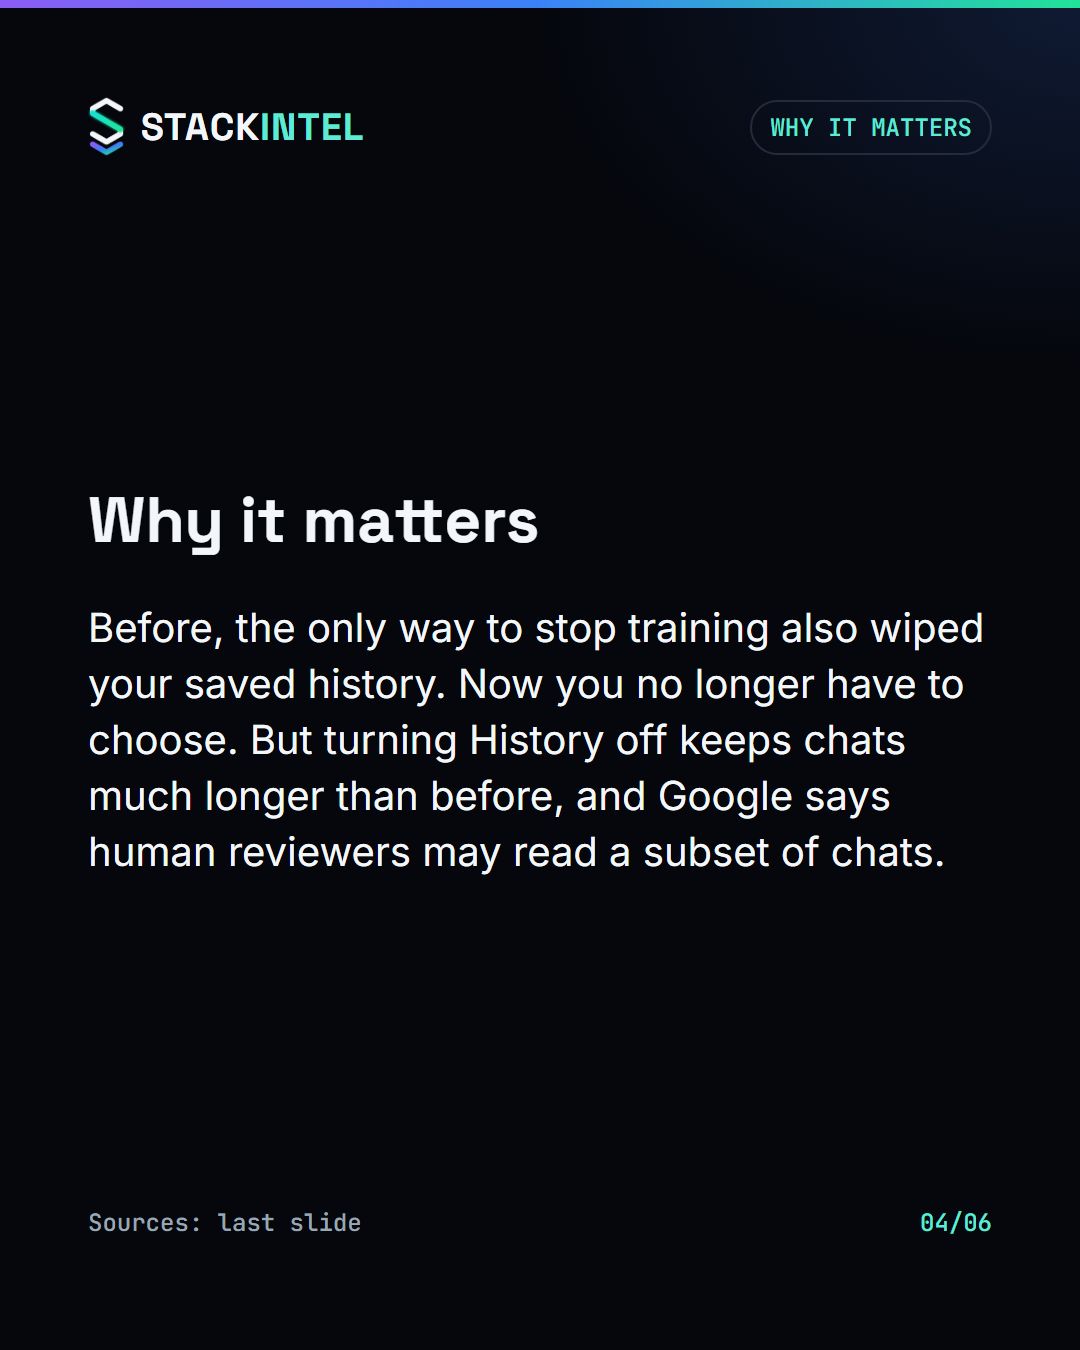 STACKINTEL
WHY IT MATTERS
Why it matters
Before, the only way to stop training also wiped
your saved history. Now you no longer have to
choose. But turning History off keeps chats
much longer than before, and Google says
human reviewers may read a subset of chats.
Sources: last slide
04/06